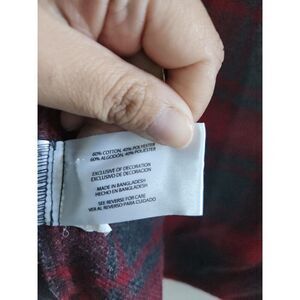 60% COTTON, 40% POLYESTER
60% ALGODÓN, 40% POLIÉSTER
EXCLUSIVE OF DECORATION
EXCLUSIVO DE DECORACIÓN
MADE IN BANGLADESH
HECHO EN BANGLADESH
SEE REVERSE FOR CARE
VER AL REVERSO PARA CUIDADO